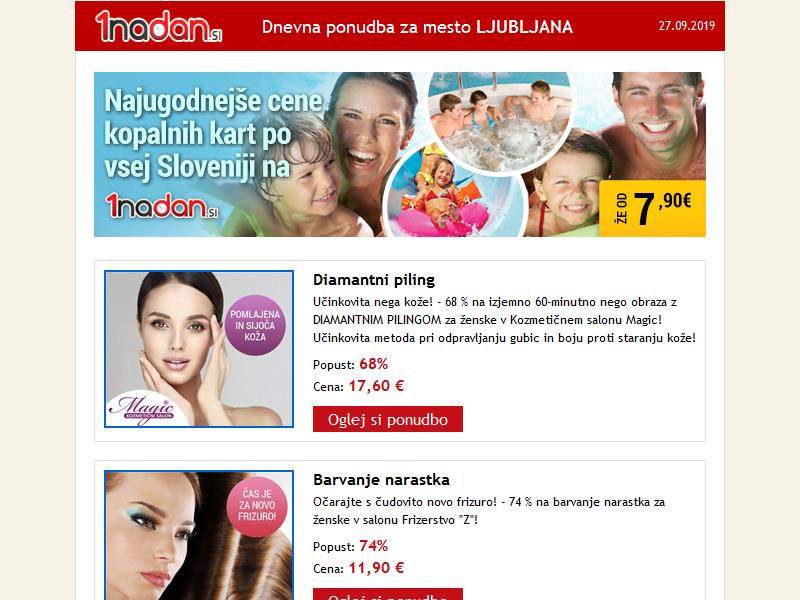 1nadan.si
Dnevna ponudba za mesto LJUBLJANA
27.09.2019
Najugodnejše cene
kopalnih kart po
vsej Sloveniji na
1nadan.si
ŽE OD 7,90€
POMLAJENA
IN SIJOČA
KOŽA
Magic
KOZMETIČNI SALON
Diamantni piling
Učinkovita nega kože! - 68 % na izjemno 60-minutno nego obraza z
DIAMANTNIM PILINGOM za ženske v Kozmetičnem salonu Magic!
Učinkovita metoda pri odpravljanju gubic in boju proti staranju kože!
Popust: 68%
Cena: 17,60 €
Oglej si ponudbo
ČAS JE
ZA NOVO
FRIZURO!
Barvanje narastka
Očarajte s čudovito novo frizuro! - 74 % na barvanje narastka za
ženske v salonu Frizerstvo "Z"!
Popust: 74%
Cena: 11,90 €
Oglej si ponudbo